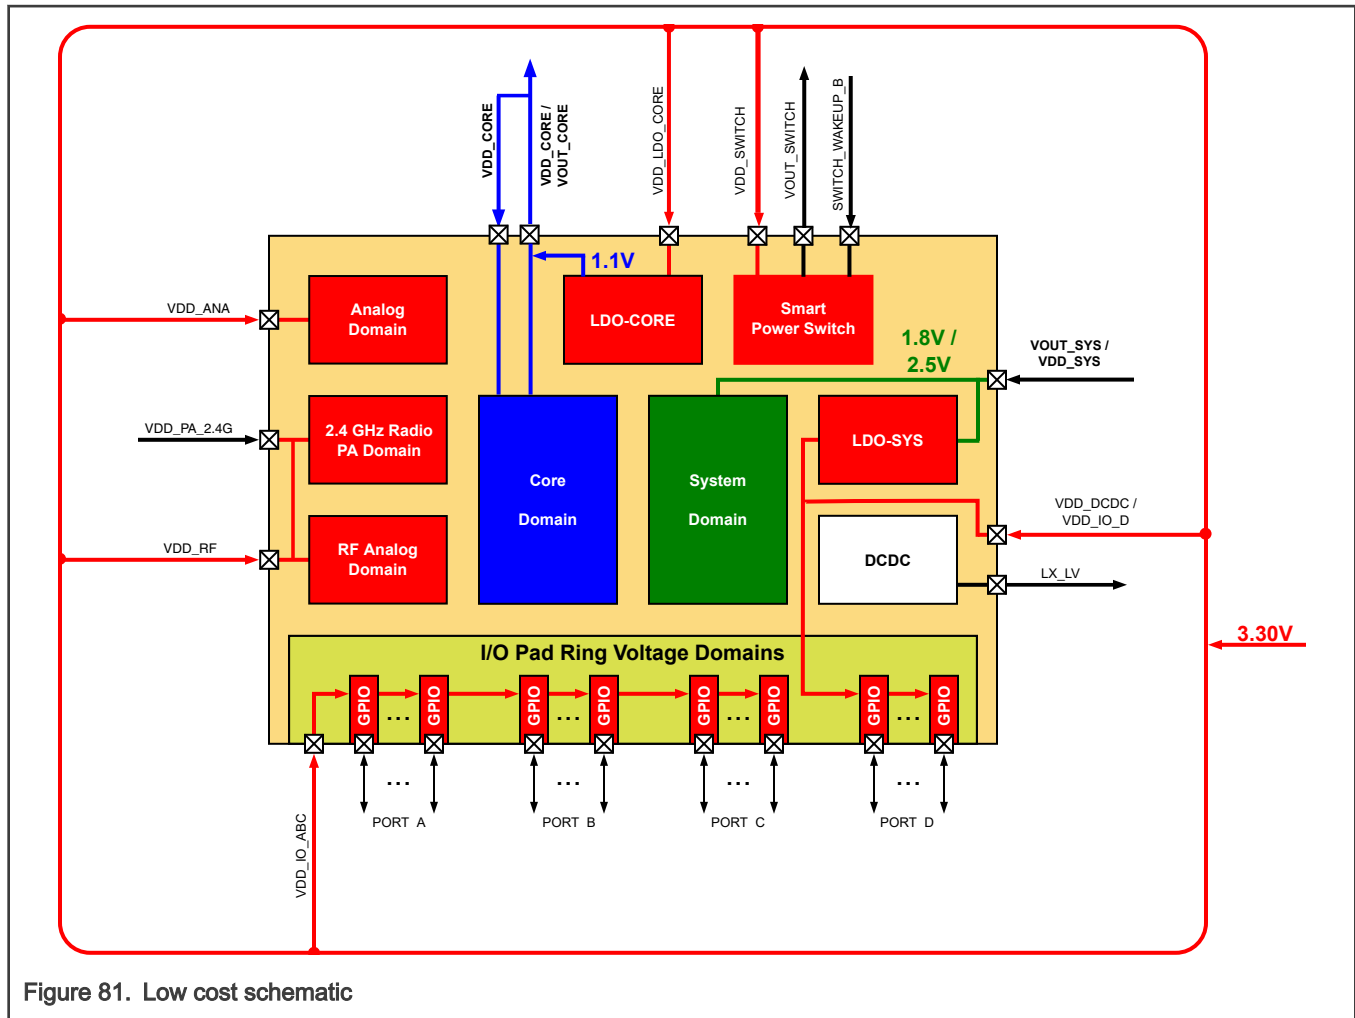 VDD_CORE
VDD_CORE /
VOUT_CORE
VDD_LDO_CORE
VDD_SWITCH
VOUT_SWITCH
SWITCH_WAKEUP_B
1.1V
VDD_ANA
Analog
Domain
LDO-CORE
Smart
Power Switch
1.8V /
2.5V
VOUT_SYS /
VDD_SYS
VDD_PA_2.4G
2.4 GHz Radio
PA Domain
Core
Domain
System
Domain
LDO-SYS
VDD_RF
RF Analog
Domain
DCDC
VDD_DCDC /
VDD_IO_D
LX_LV
3.30V
I/O Pad Ring Voltage Domains
GPIO
...
GPIO
GPIO
...
GPIO
GPIO
...
GPIO
GPIO
...
GPIO
...
...
...
...
PORT A
PORT B
PORT C
PORT D
VDD_IO_ABC
Figure 81. Low cost schematic